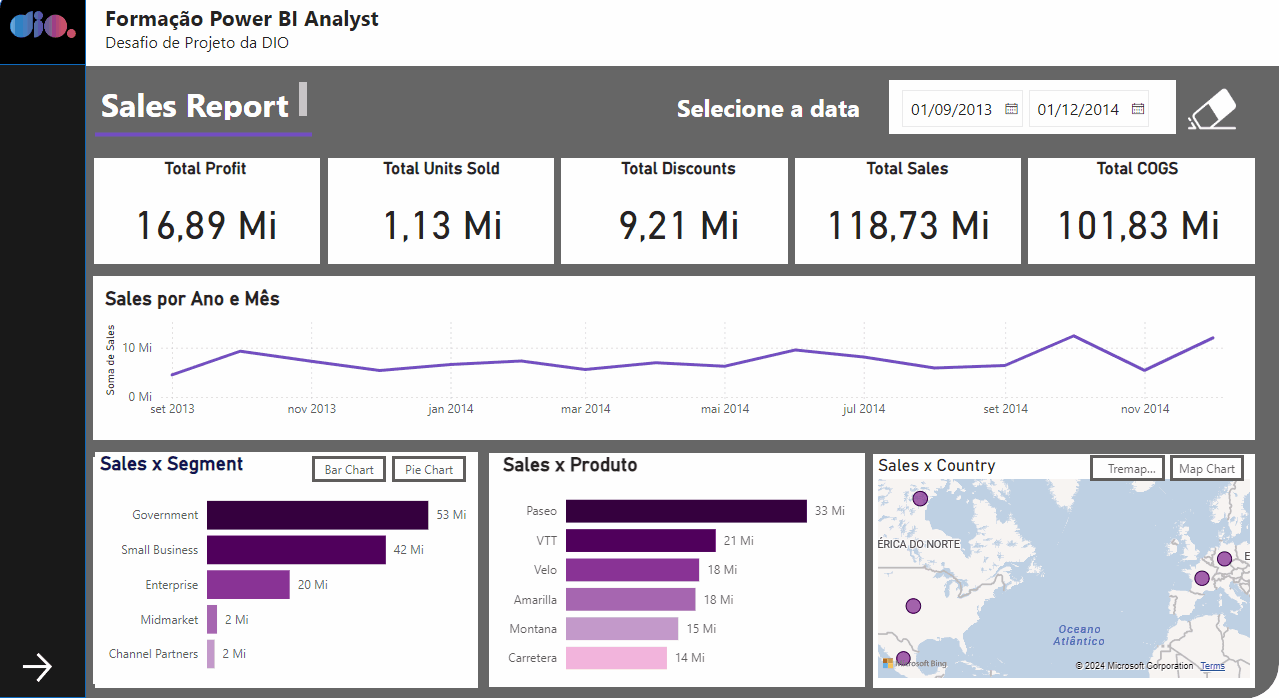 dio.
Formação Power BI Analyst
Desafio de Projeto da DIO
Sales Report
Selecione a data
01/09/2013
01/12/2014
Total Profit
16,89 Mi
Total Units Sold
1,13 Mi
Total Discounts
9,21 Mi
Total Sales
118,73 Mi
Total COGS
101,83 Mi
Sales por Ano e Mês
Soma de Sales
10 Mi
0 Mi
set 2013
nov 2013
jan 2014
mar 2014
mai 2014
jul 2014
set 2014
nov 2014
Sales x Segment
Bar Chart
Pie Chart
Government 53 Mi
Small Business 42 Mi
Enterprise 20 Mi
Midmarket 2 Mi
Channel Partners 2 Mi
Sales x Produto
Paseo 33 Mi
VTT 21 Mi
Velo 18 Mi
Amarilla 18 Mi
Montana 15 Mi
Carretera 14 Mi
Sales x Country
Tremap...
Map Chart
ÉRICA DO NORTE
E
Oceano
Atlântico
Microsoft Bing
© 2024 Microsoft Corporation Terms